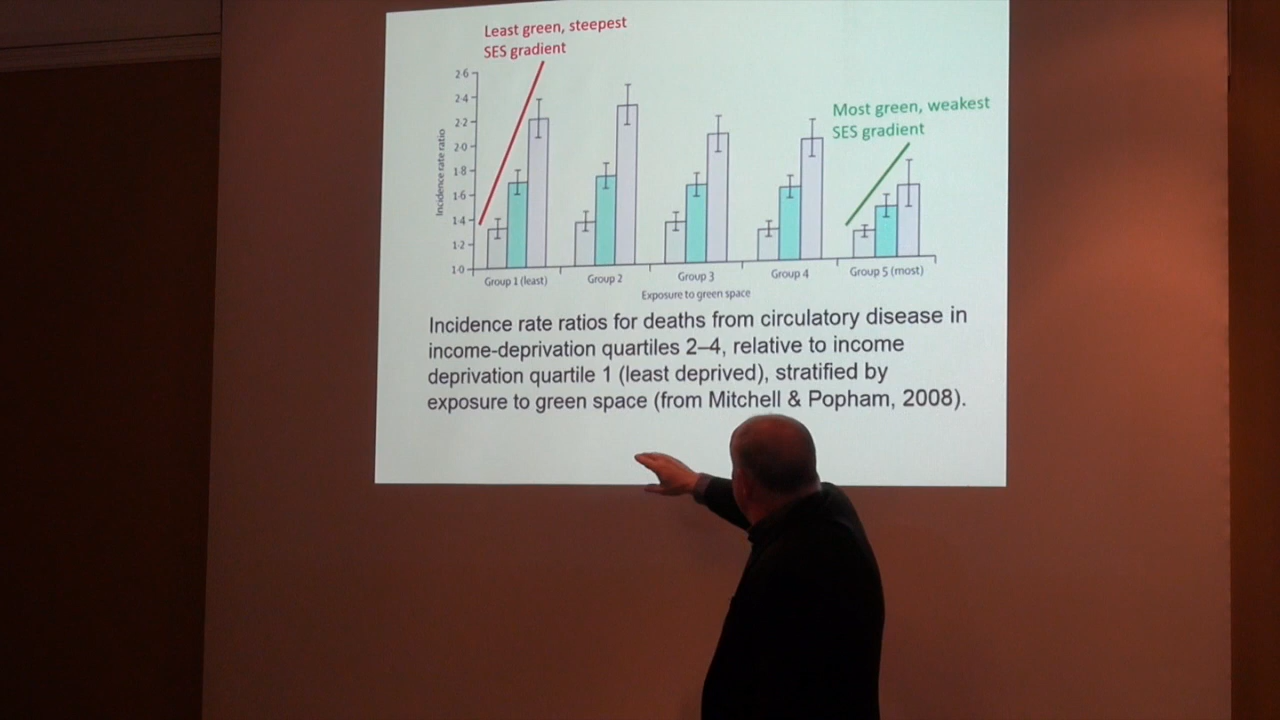 Least green, steepest
SES gradient
Most green, weakest
SES gradient
2·6
2·4
2·2
2·0
1·8
1·6
1·4
1·2
1·0
Incidence rate ratio
Group 1 (least)
Group 2
Group 3
Group 4
Group 5 (most)
Exposure to green space
Incidence rate ratios for deaths from circulatory disease in
income-deprivation quartiles 2–4, relative to income
deprivation quartile 1 (least deprived), stratified by
exposure to green space (from Mitchell & Popham, 2008).